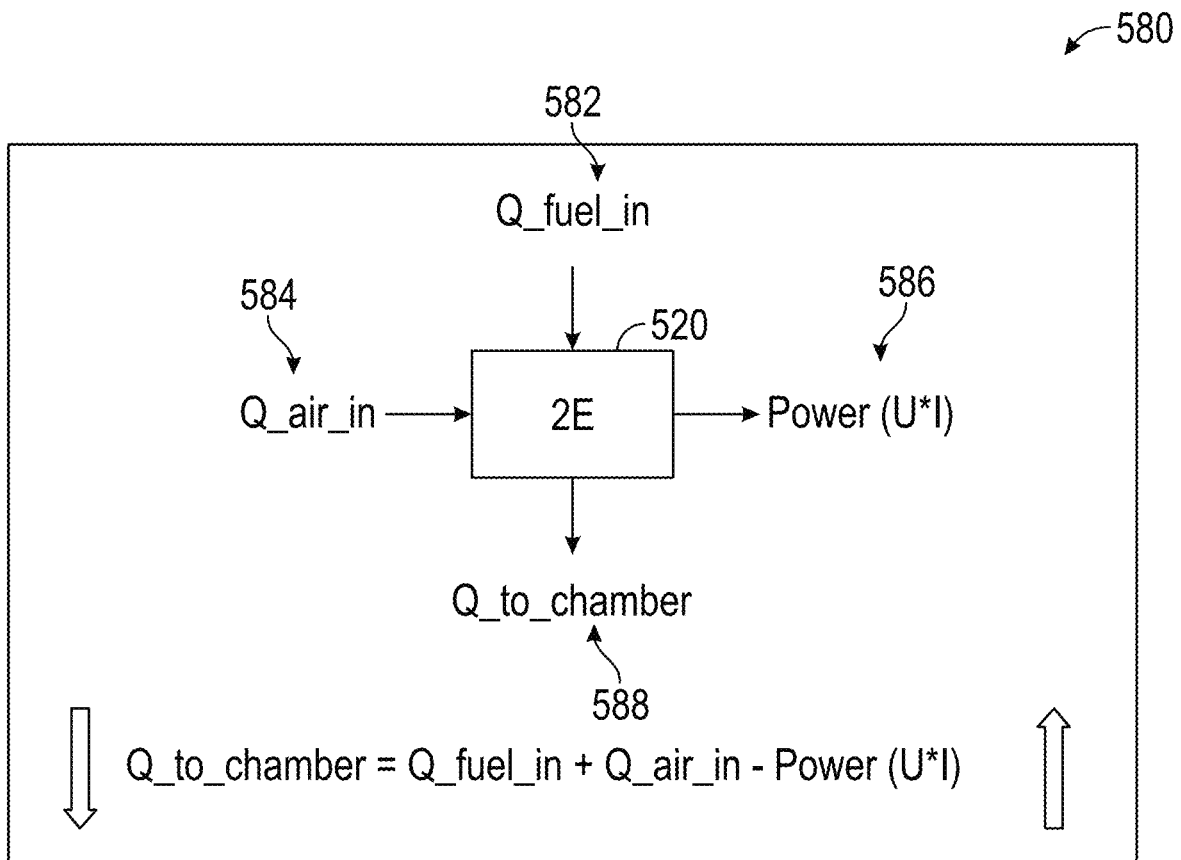 580
582
Q_fuel_in
584
586
520
Q_air_in
2E
Power (U*I)
Q_to_chamber
588
Q_to_chamber = Q_fuel_in + Q_air_in - Power (U*I)